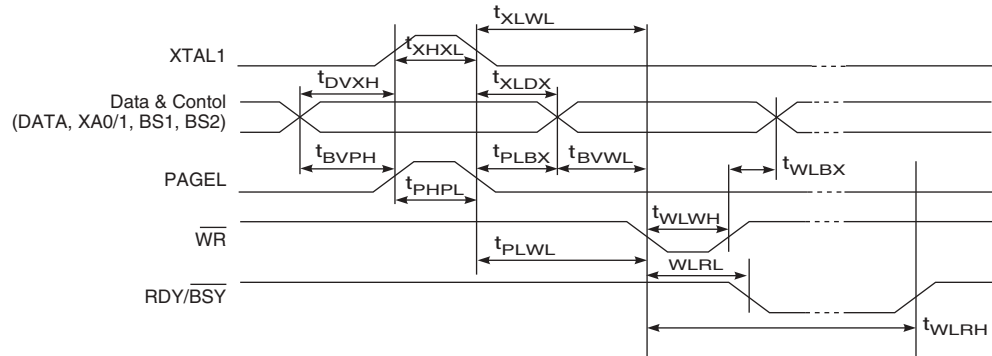 tXLWL
XTAL1
tXHXL
tDVXH
tXLDX
Data & Contol
(DATA, XA0/1, BS1, BS2)
tBVPH
tPLBX
tBVWL
tWLBX
PAGEL
tPHPL
tWLWH
WR
tPLWL
WLRL
RDY/BSY
tWLRH